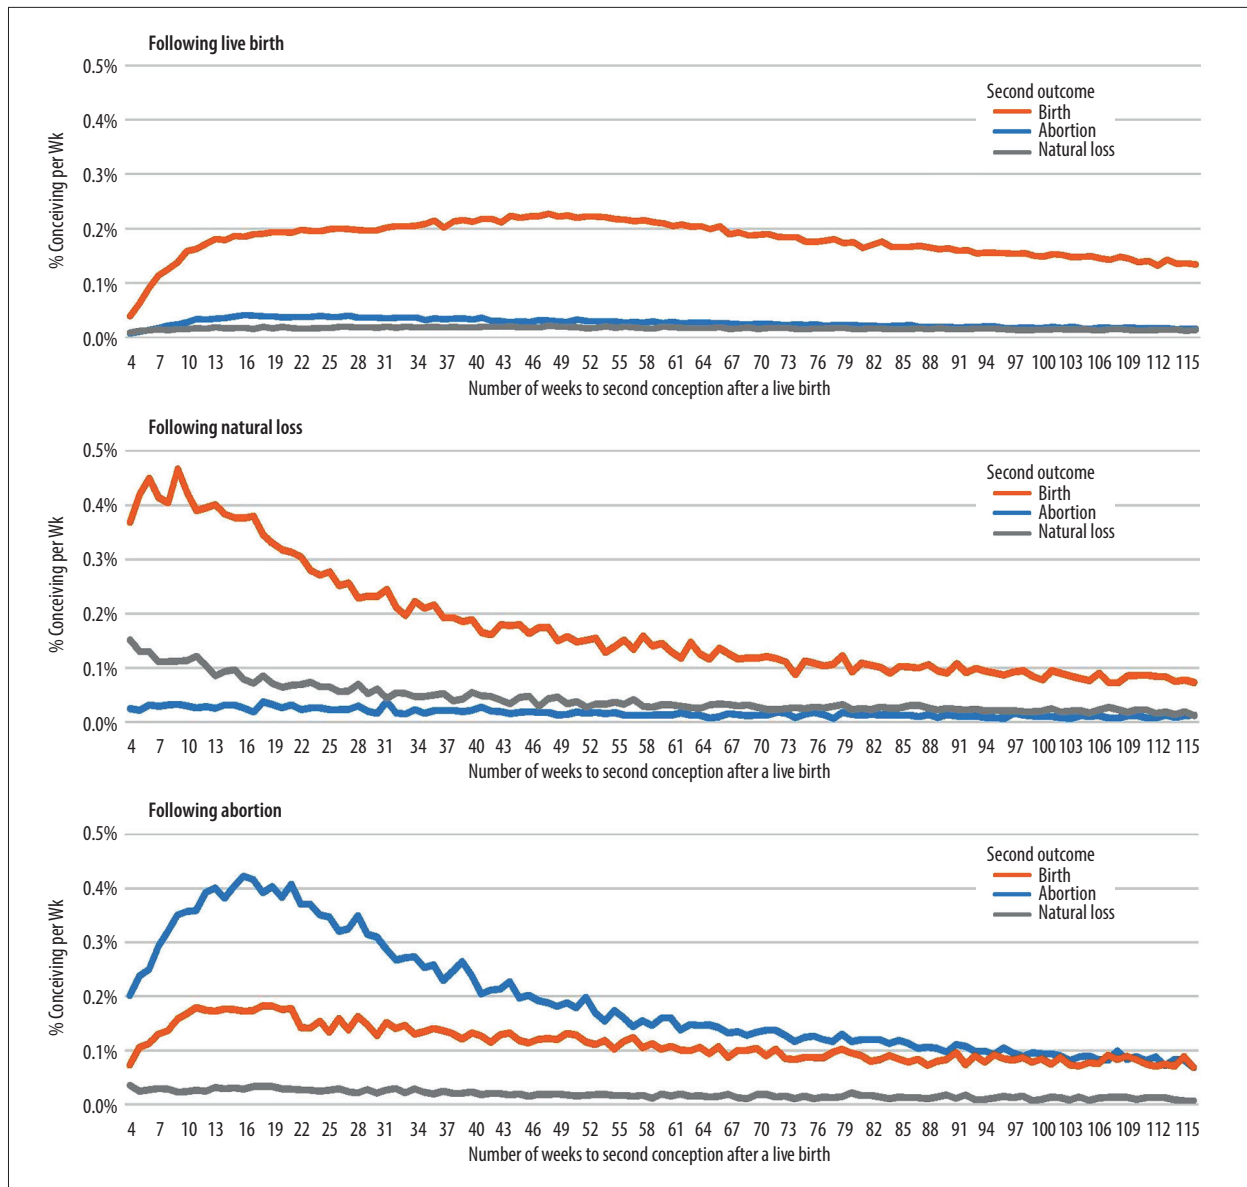 Following live birth
0.5%
0.4%
0.3%
0.2%
0.1%
0.0%
% Conceiving per Wk
Second outcome
Birth
Abortion
Natural loss
4 7 10 13 16 19 22 25 28 31 34 37 40 43 46 49 52 55 58 61 64 67 70 73 76 79 82 85 88 91 94 97 100 103 106 109 112 115
Number of weeks to second conception after a live birth
Following natural loss
0.5%
0.4%
0.3%
0.2%
0.1%
0.0%
% Conceiving per Wk
Second outcome
Birth
Abortion
Natural loss
4 7 10 13 16 19 22 25 28 31 34 37 40 43 46 49 52 55 58 61 64 67 70 73 76 79 82 85 88 91 94 97 100 103 106 109 112 115
Number of weeks to second conception after a live birth
Following abortion
0.5%
0.4%
0.3%
0.2%
0.1%
0.0%
% Conceiving per Wk
Second outcome
Birth
Abortion
Natural loss
4 7 10 13 16 19 22 25 28 31 34 37 40 43 46 49 52 55 58 61 64 67 70 73 76 79 82 85 88 91 94 97 100 103 106 109 112 115
Number of weeks to second conception after a live birth